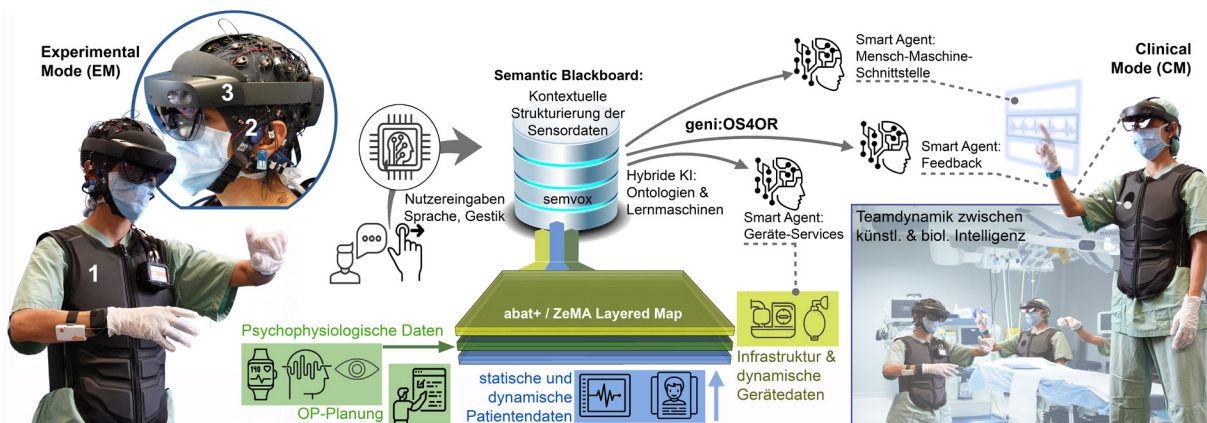 Experimental
Mode (EM)
3
2
1
Semantic Blackboard:
Kontextuelle
Strukturierung der
Sensordaten
semvox
Nutzereingaben
Sprache, Gestik
Hybride KI:
Ontologien &
Lernmaschinen
geni:OS4OR
Smart Agent:
Mensch-Maschine-
Schnittstelle
Smart Agent:
Feedback
Smart Agent:
Geräte-Services
Clinical
Mode (CM)
Teamdynamik zwischen
künstl. & biol. Intelligenz
abat+ / ZeMA Layered Map
Psychophysiologische Daten
140
OP-Planung
statische und
dynamische
Patientendaten
Infrastruktur &
dynamische
Gerätedaten